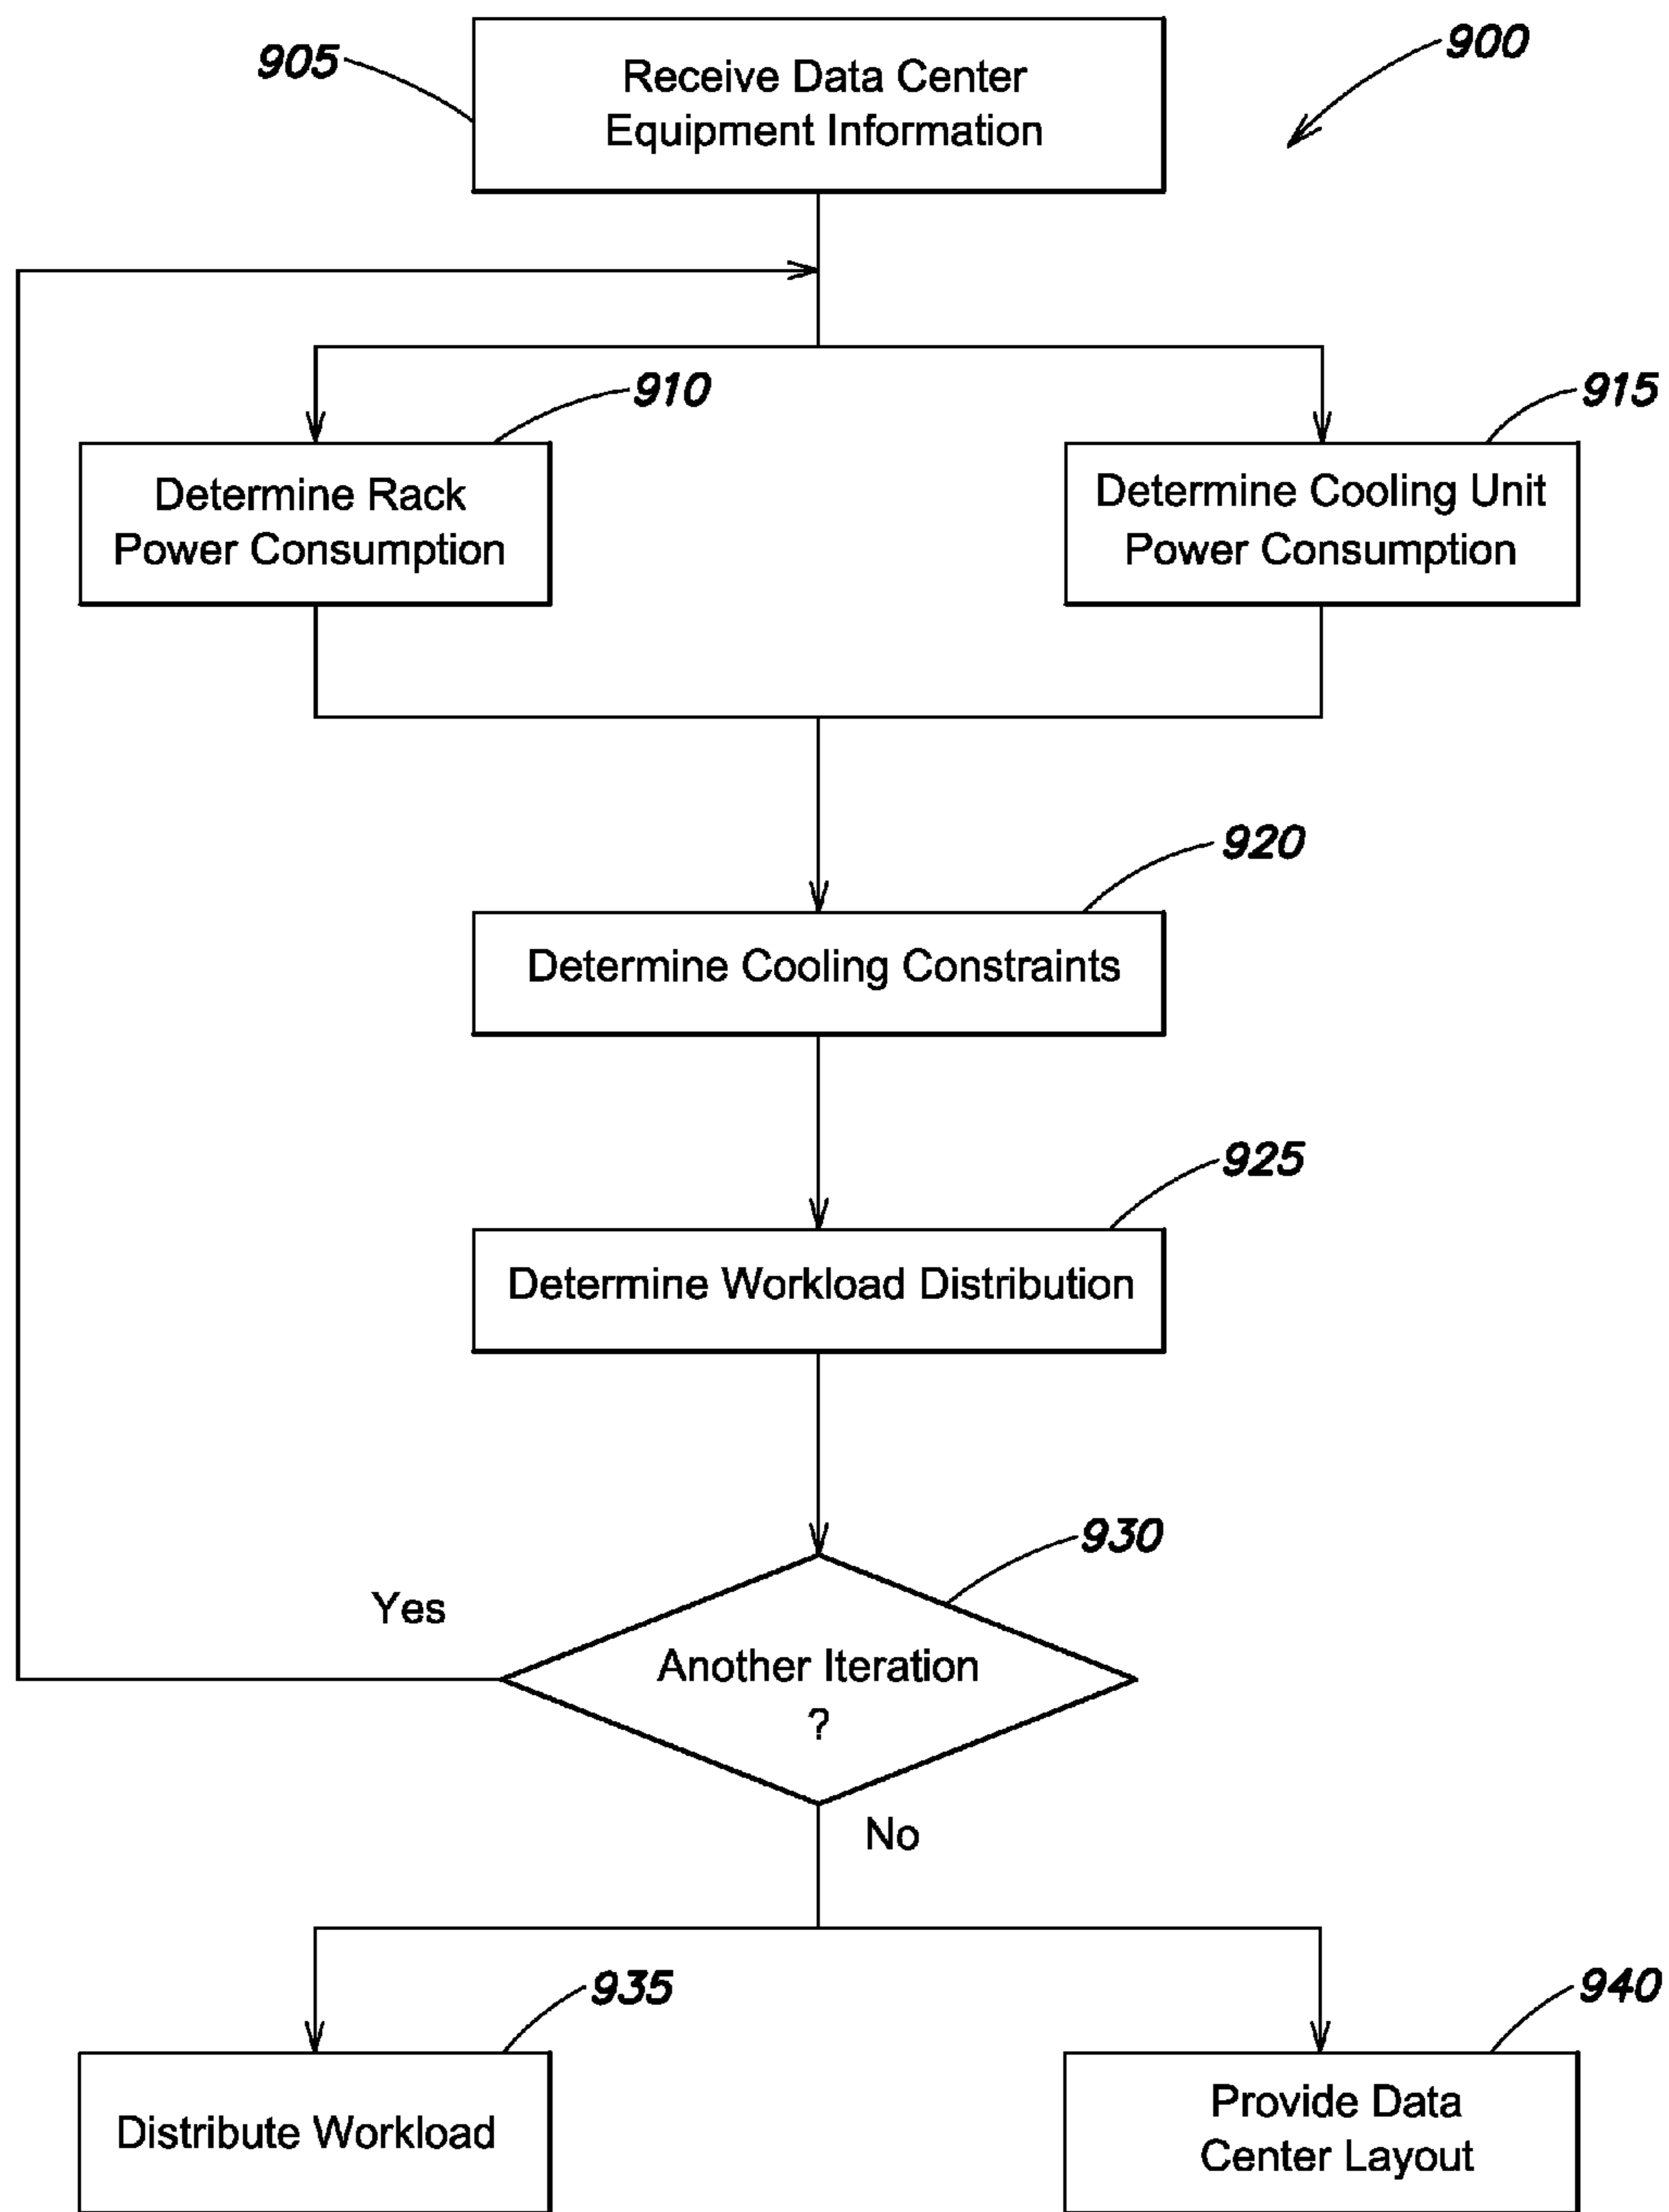 905
Receive Data Center
Equipment Information
900
910
Determine Rack
Power Consumption
915
Determine Cooling Unit
Power Consumption
920
Determine Cooling Constraints
925
Determine Workload Distribution
930
Yes
Another Iteration
?
No
935
Distribute Workload
940
Provide Data
Center Layout